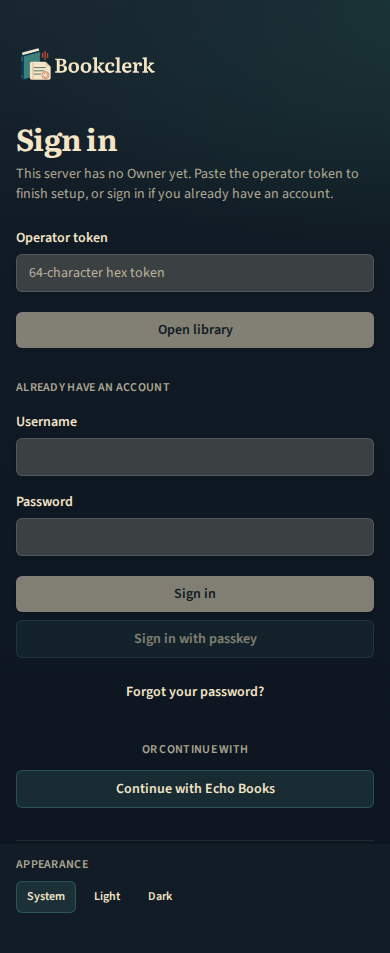 Bookclerk
Sign in
This server has no Owner yet. Paste the operator token to
finish setup, or sign in if you already have an account.
Operator token
64-character hex token
Open library
ALREADY HAVE AN ACCOUNT
Username
Password
Sign in
Sign in with passkey
Forgot your password?
OR CONTINUE WITH
Continue with Echo Books
APPEARANCE
System Light Dark